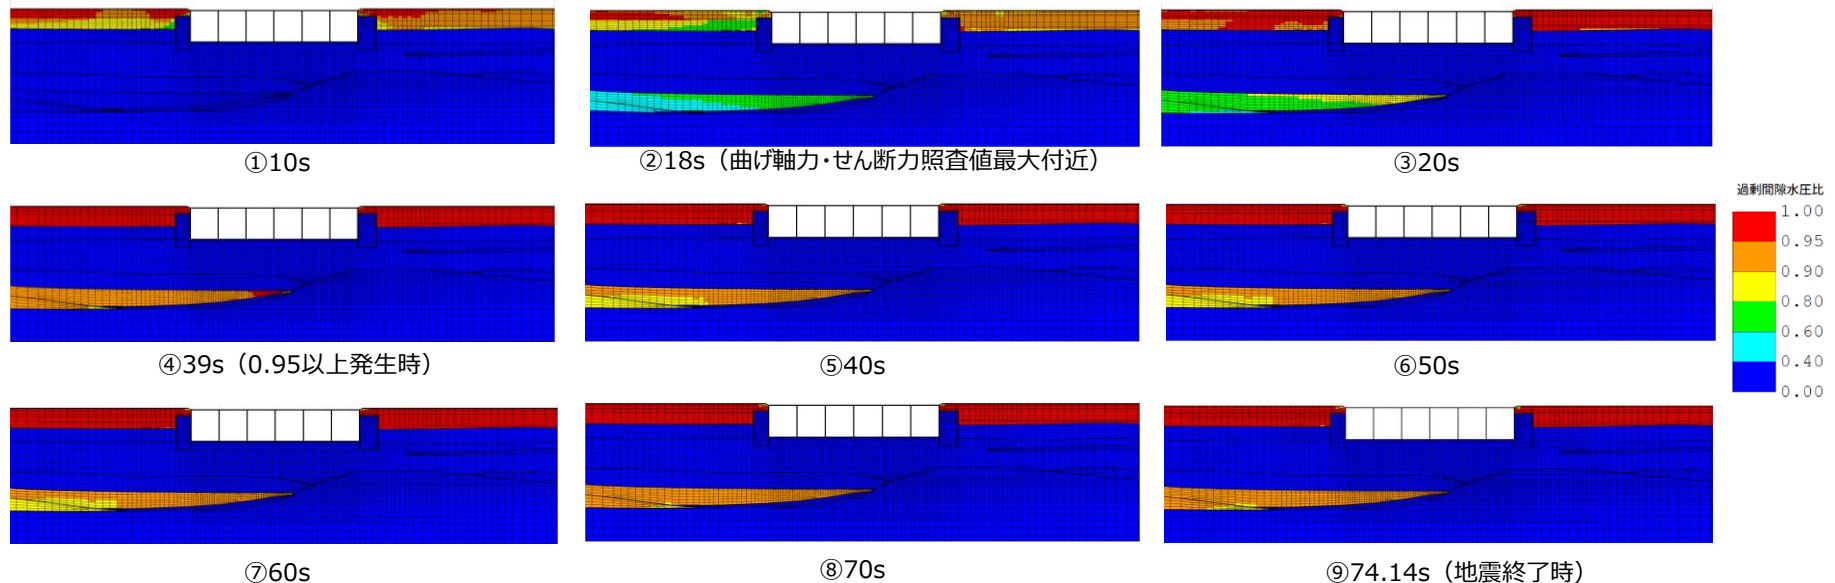 ①10s
②18s（曲げ軸力・せん断力照査値最大付近）
③20s
過剰間隙水圧比
1.00
0.95
0.90
0.80
0.60
0.40
0.00
④39s（0.95以上発生時）
⑤40s
⑥50s
⑦60s
⑧70s
⑨74.14s（地震終了時）